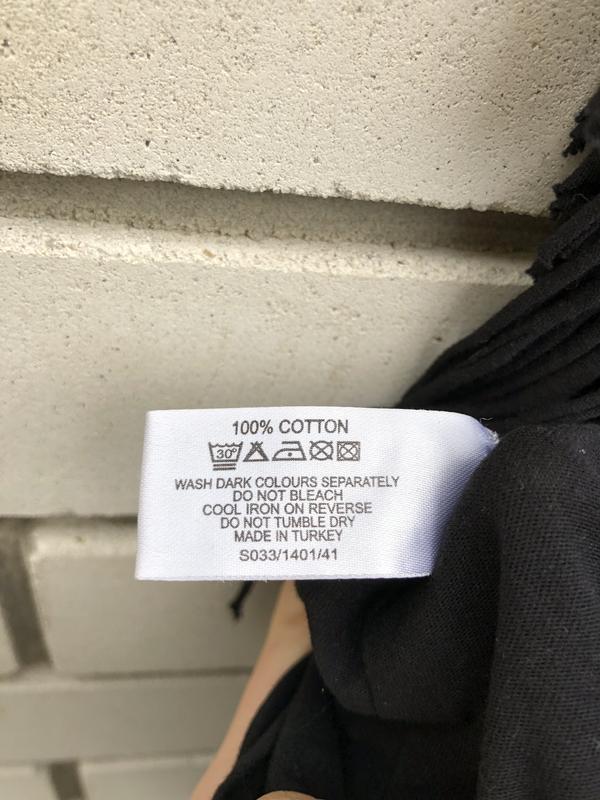 100% COTTON
30°
WASH DARK COLOURS SEPARATELY
DO NOT BLEACH
COOL IRON ON REVERSE
DO NOT TUMBLE DRY
MADE IN TURKEY
S033/1401/41